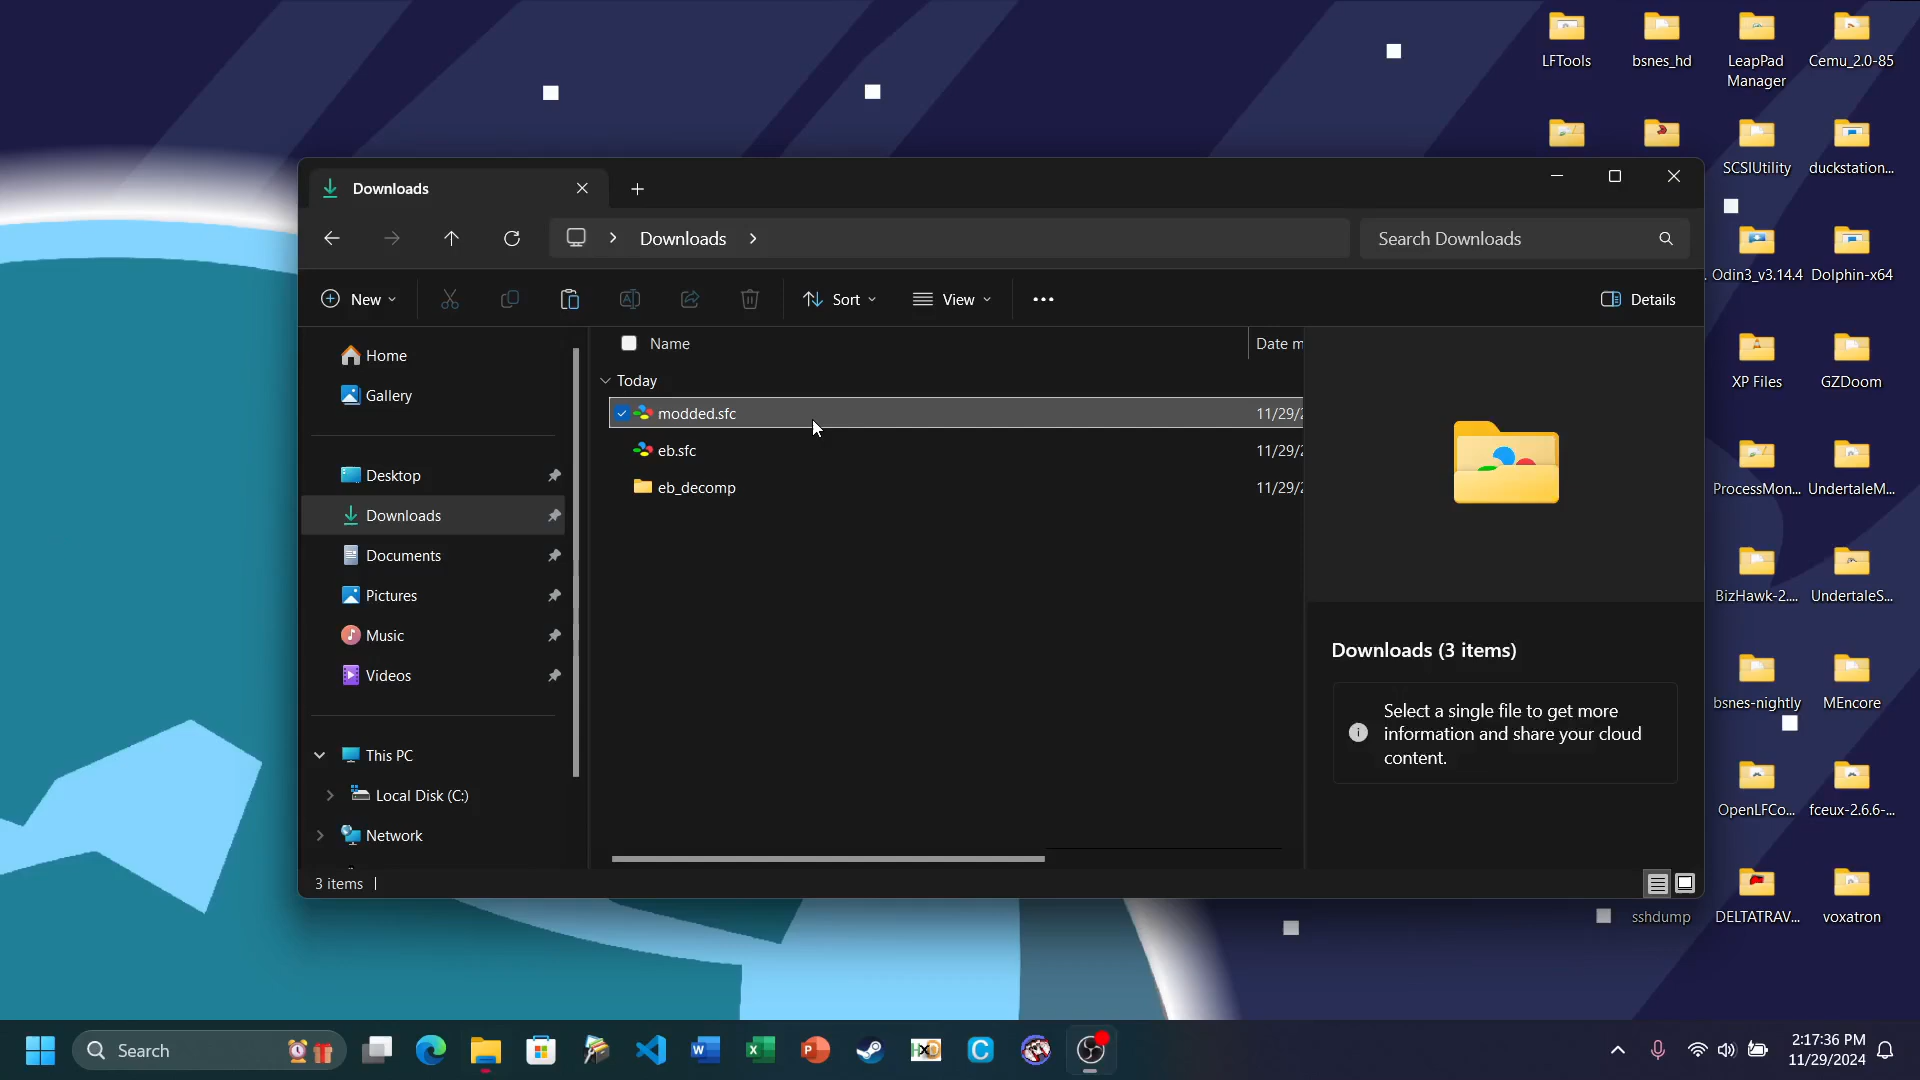 LFTools
bsnes_hd
LeapPad
Manager
Cemu_2.0-85
SCSIUtility
duckstation...
Downloads
Downloads
Search Downloads
Odin3_v3.14.4
Dolphin-x64
New
Sort
View
Details
Name
Date m
Home
Today
Gallery
modded.sfc
11/29/2
XP Files
GZDoom
eb.sfc
11/29/2
Desktop
eb_decomp
11/29/2
ProcessMon...
UndertaleM...
Downloads
Documents
Pictures
BizHawk-2....
UndertaleS...
Music
Downloads (3 items)
Videos
Select a single file to get more
information and share your cloud
content.
bsnes-nightly
MEncore
This PC
Local Disk (C:)
OpenLFCo...
fceux-2.6.6-...
Network
3 items
sshdump
DELTATRAV...
voxatron
Search
2:17:36 PM
11/29/2024